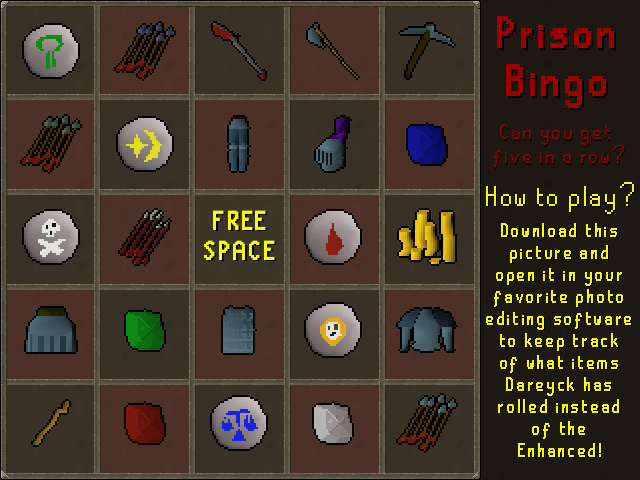 Prison
Bingo
Can you get
five in a row?
How to play?
Download this
picture and
open it in your
favorite photo
editing software
to keep track
of what items
Dareyck has
rolled instead
of the
Enhanced!
FREE
SPACE